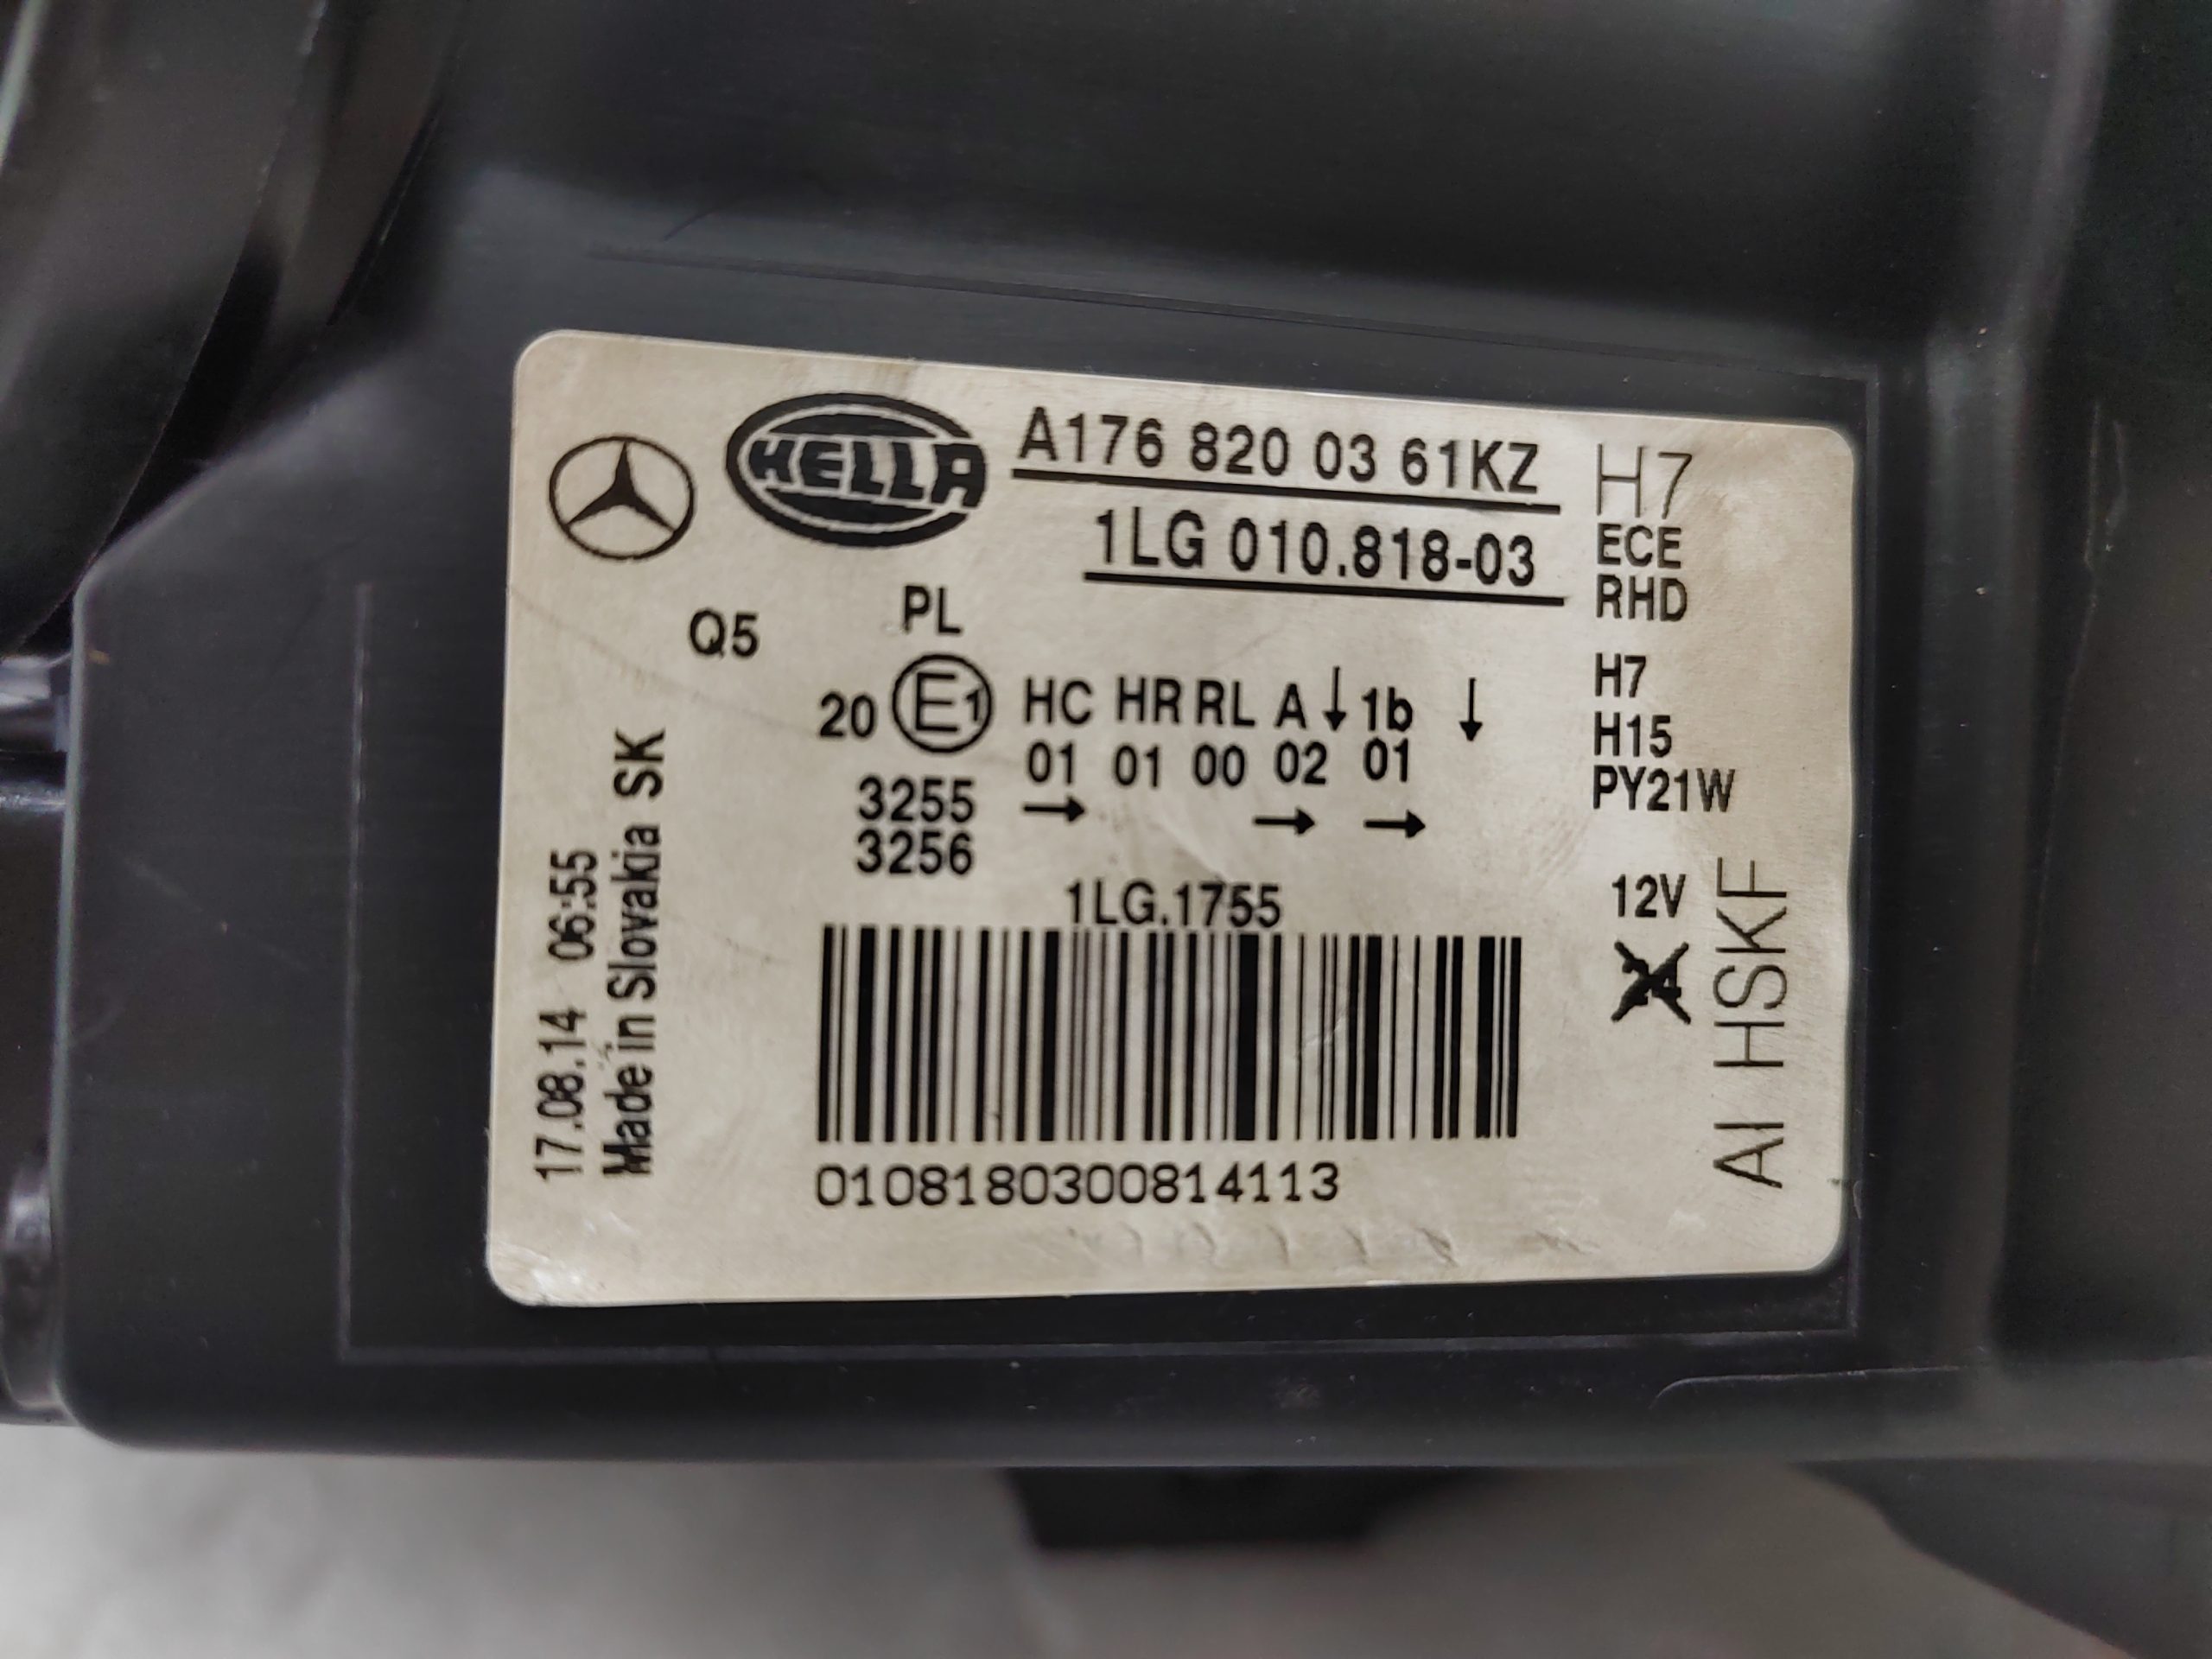 HELLA
A176 820 03 61KZ
1LG 010.818-03
H7
ECE
RHD
Q5
PL
20 E1 HC HR RL A ↓ 1b ↓
01 01 00 02 01
3255 → → →
3256
H7
H15
PY21W
1LG.1755
12V
24
AI HSKF
17.08.14 06:55
Made in Slovakia SK
0108180300814113